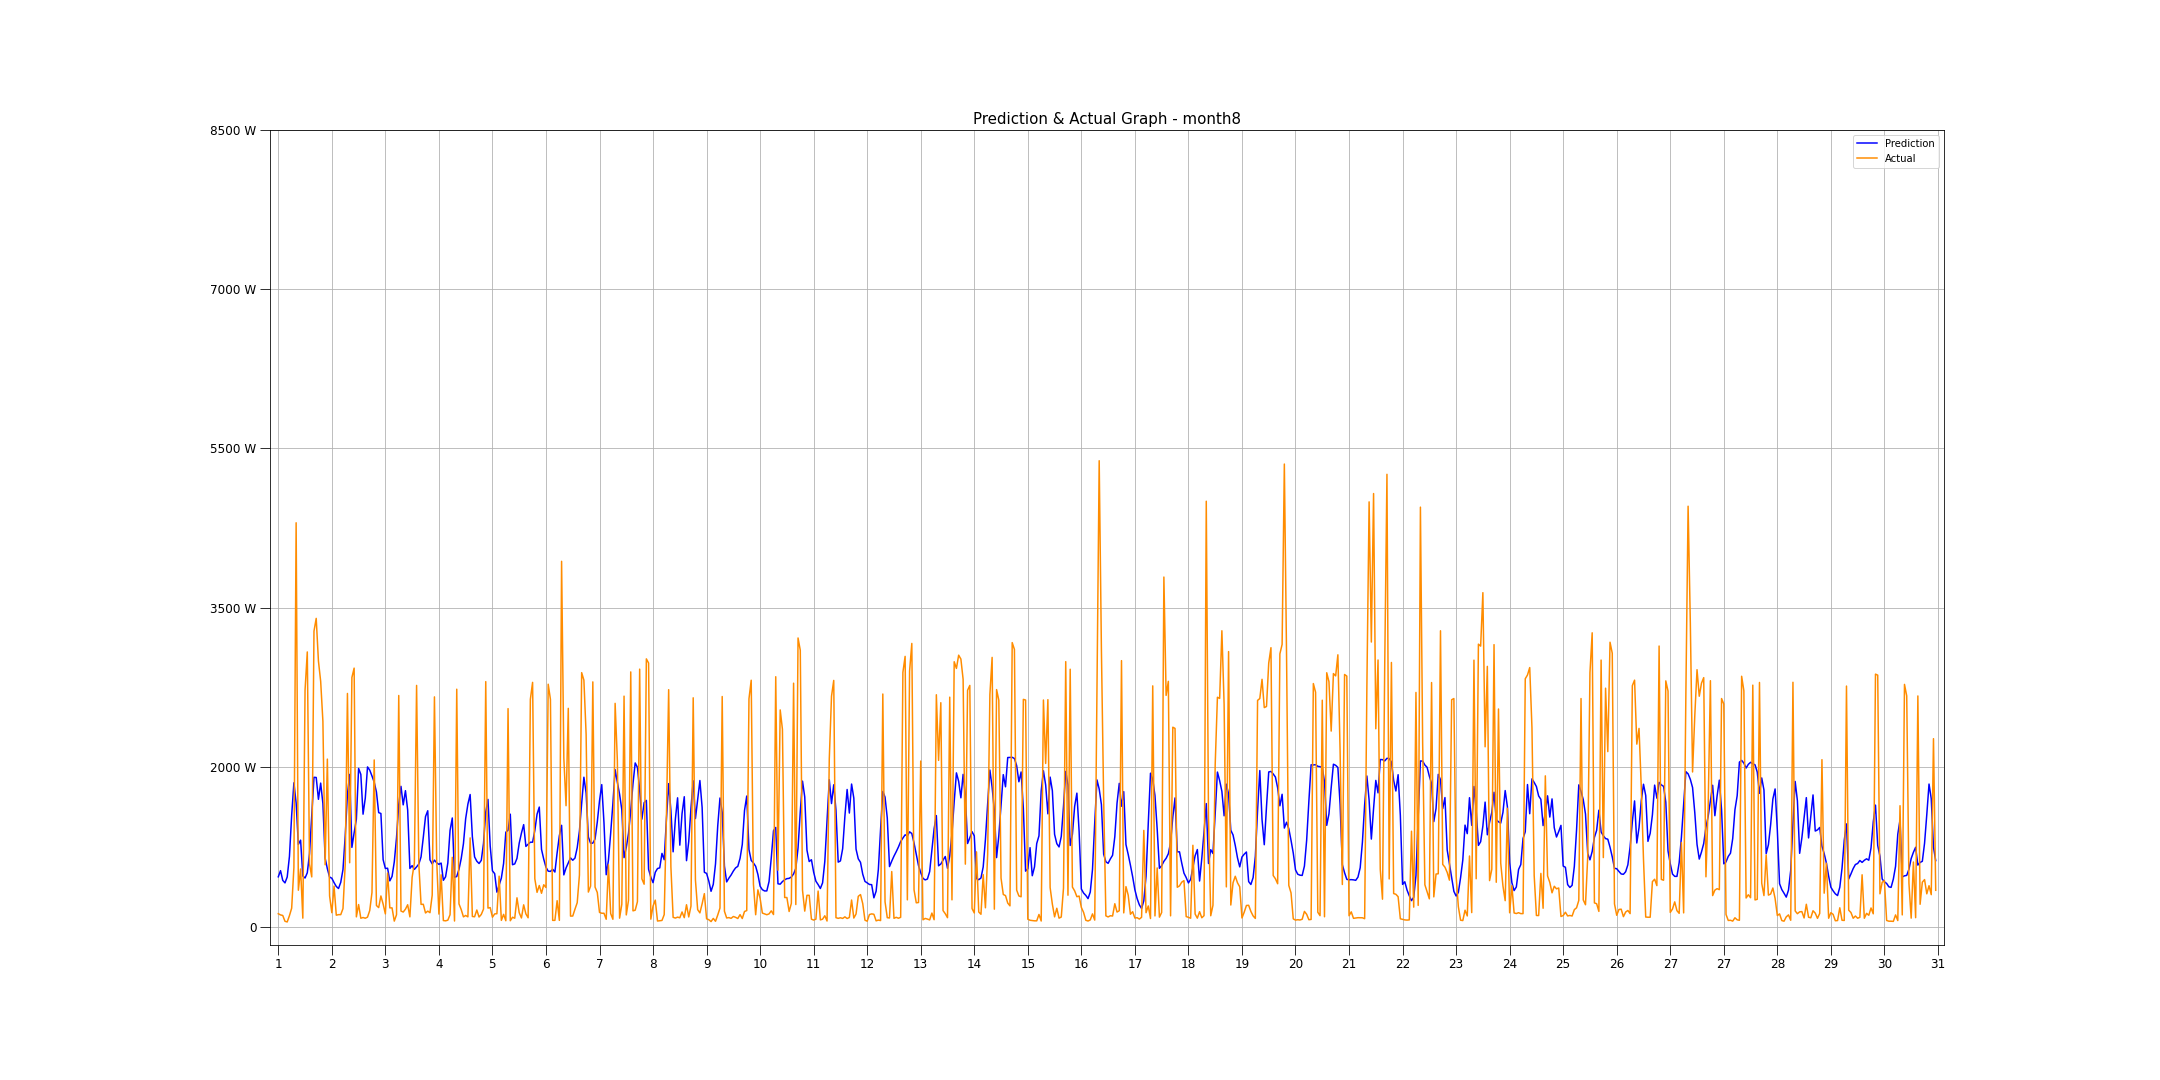 Prediction & Actual Graph - month8
8500 W
Prediction
Actual
7000 W
5500 W
3500 W
2000 W
0
1 2 3 4 5 6 7 8 9 10 11 12 13 14 15 16 17 18 19 20 21 22 23 24 25 26 27 27 28 29 30 31